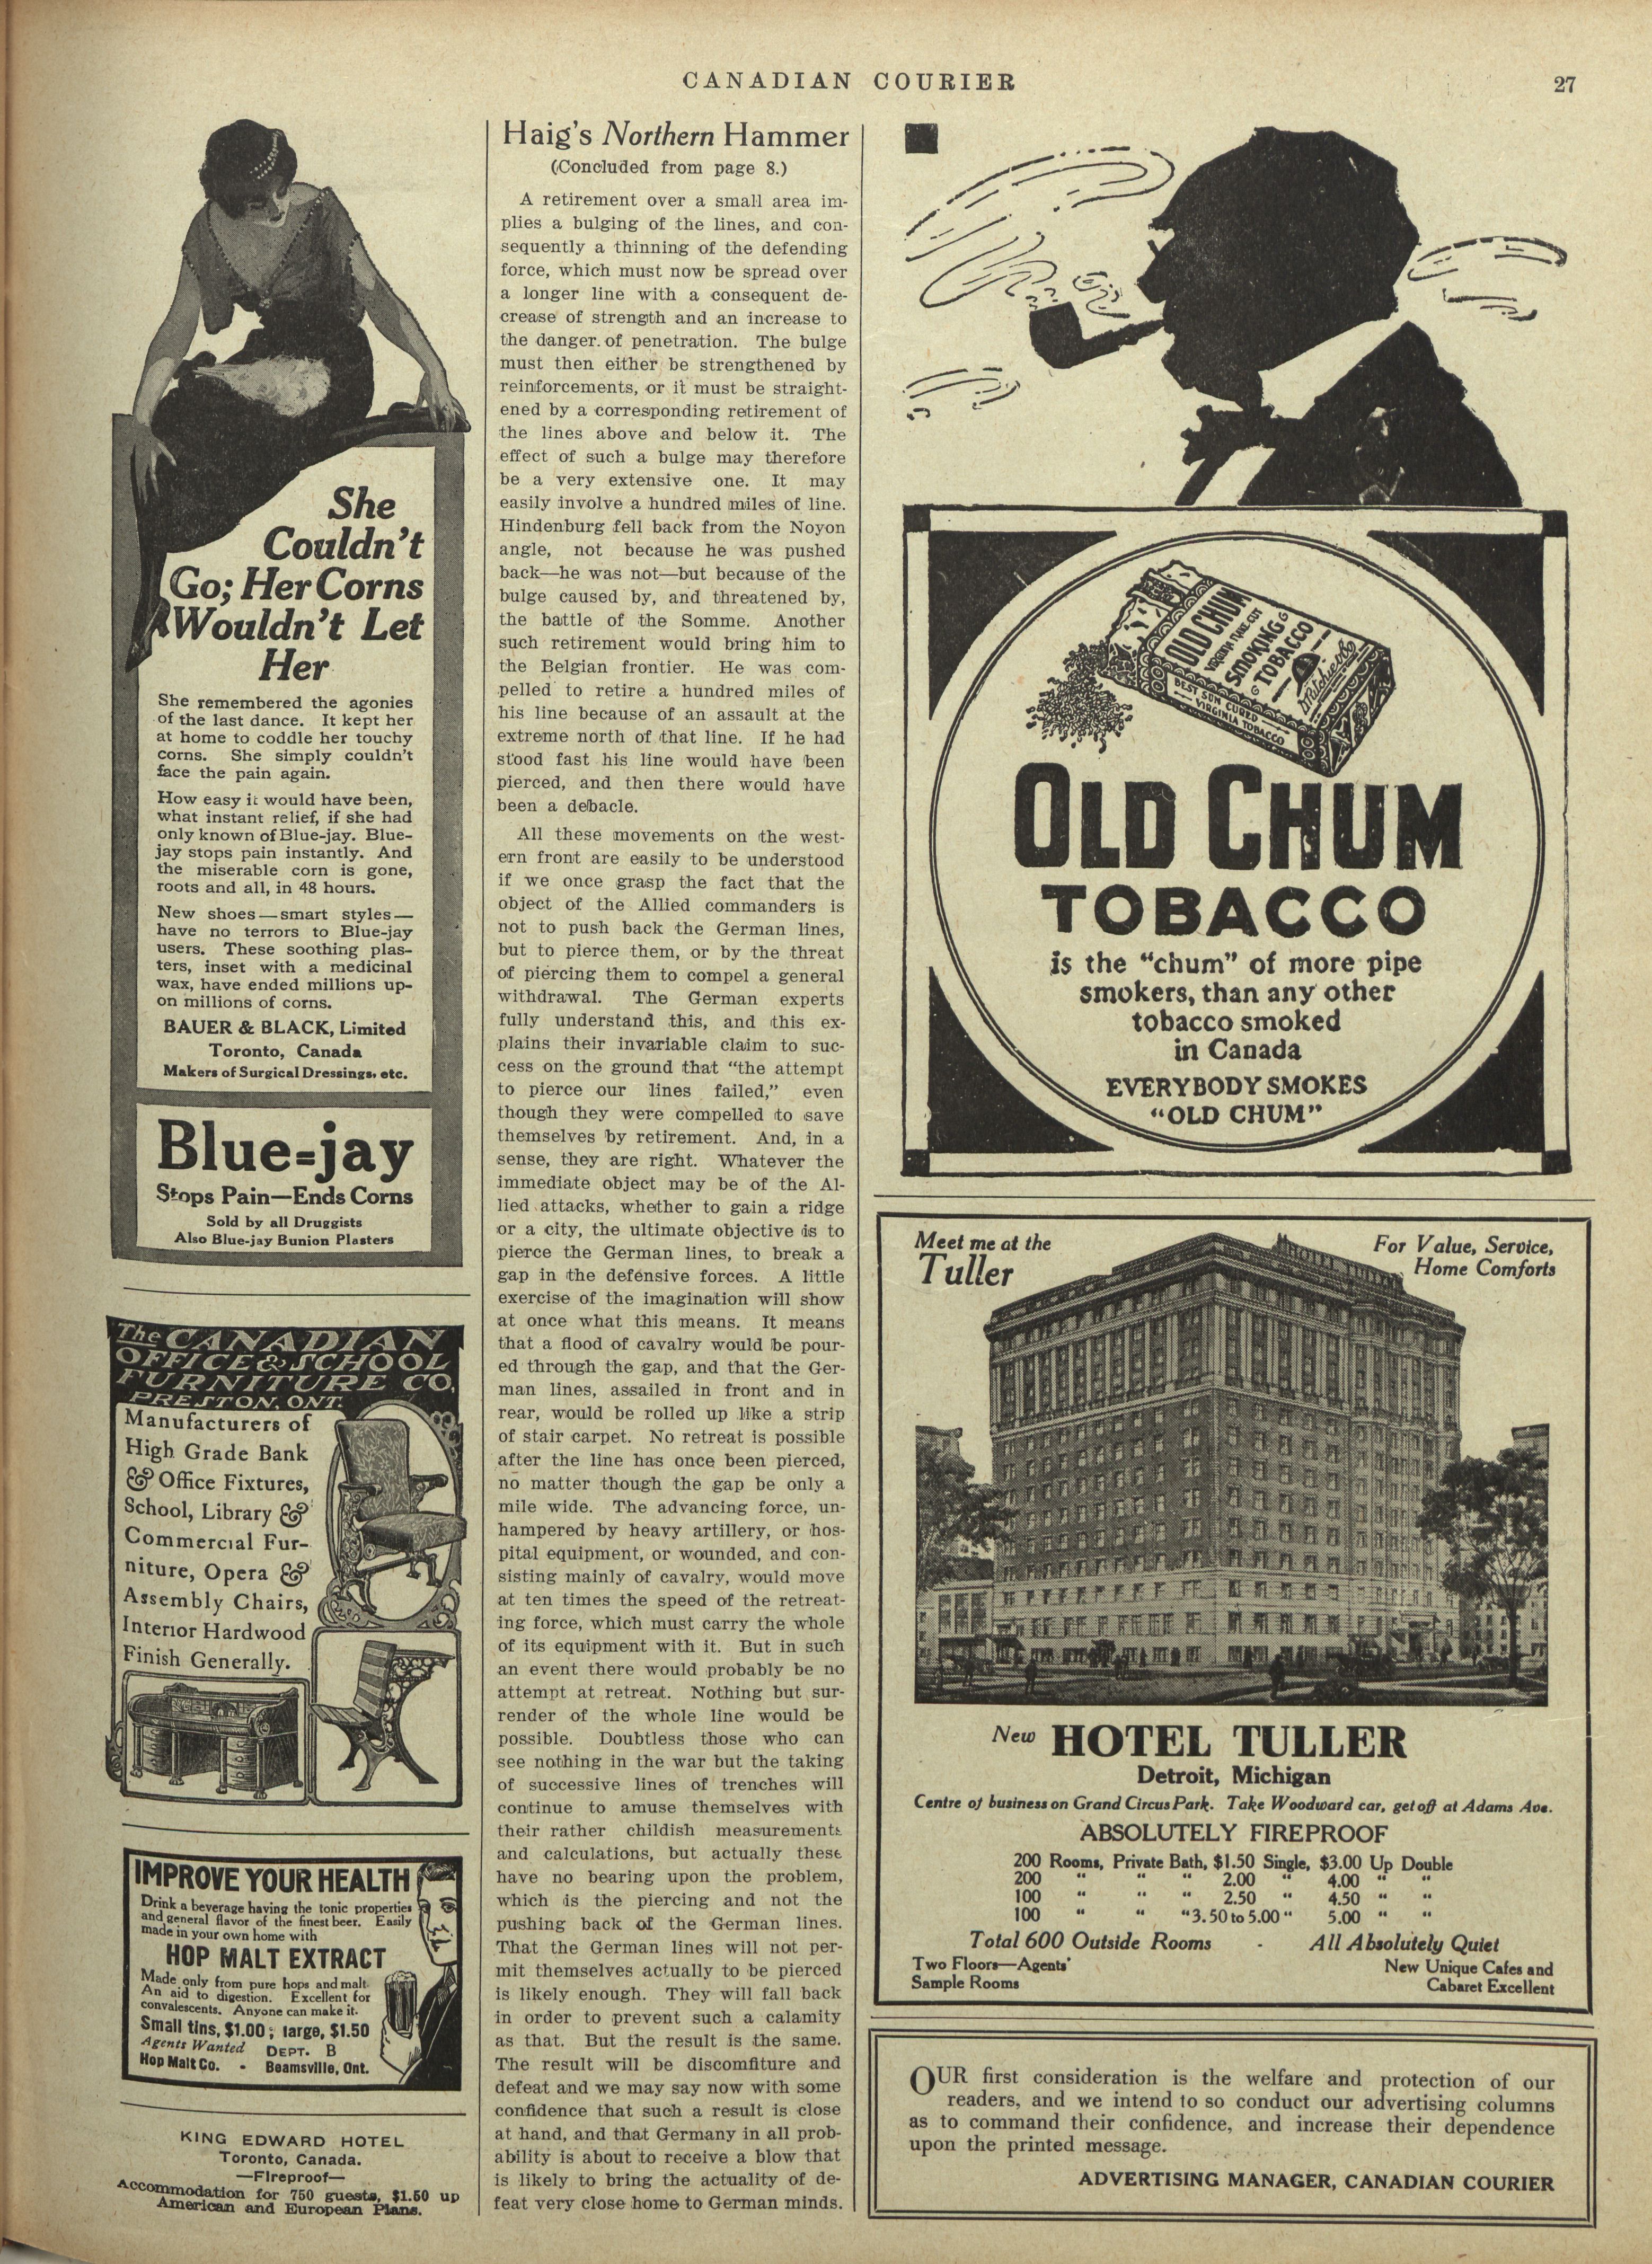 CANADIAN COURIER
27
She
Couldn't
Go; Her Corns
Wouldn't Let
Her
She remembered the agonies
of the last dance. It kept her
at home to coddle her touchy
corns. She simply couldn't
face the pain again.
How easy it would have been,
what instant relief, if she had
only known of Blue-jay. Blue-
jay stops pain instantly. And
the miserable corn is gone,
roots and all, in 48 hours.
New shoes—smart styles—
have no terrors to Blue-jay
users. These soothing plas-
ters, inset with a medicinal
wax, have ended millions up-
on millions of corns.
BAUER & BLACK, Limited
Toronto, Canada
Makers of Surgical Dressings, etc.
Blue=jay
Stops Pain—Ends Corns
Sold by all Druggists
Also Blue-jay Bunion Plasters
The CANADIAN
OFFICE & SCHOOL
FURNITURE CO.
PRESTON, ONT.
Manufacturers of
High Grade Bank
& Office Fixtures,
School, Library &
Commercial Fur-
niture, Opera &
Assembly Chairs,
Interior Hardwood
Finish Generally.
IMPROVE YOUR HEALTH
Drink a beverage having the tonic properties
and general flavor of the finest beer. Easily
made in your own home with
HOP MALT EXTRACT
Made only from pure hops and malt.
An aid to digestion. Excellent for
convalescents. Anyone can make it.
Small tins, $1.00; large, $1.50
Agents Wanted DEPT. B
Hop Malt Co. - Beamsville, Ont.
KING EDWARD HOTEL
Toronto, Canada.
—Fireproof—
Accommodation for 750 guests, $1.50 up
American and European Plans.
Haig's Northern Hammer
(Concluded from page 8.)
A retirement over a small area im-
plies a bulging of the lines, and con-
sequently a thinning of the defending
force, which must now be spread over
a longer line with a consequent de-
crease of strength and an increase to
the danger. of penetration. The bulge
must then either be strengthened by
reinforcements, or it must be straight-
ened by a corresponding retirement of
the lines above and below it. The
effect of such a bulge may therefore
be a very extensive one. It may
easily involve a hundred miles of line.
Hindenburg fell back from the Noyon
angle, not because he was pushed
back—he was not—but because of the
bulge caused by, and threatened by,
the battle of the Somme. Another
such retirement would bring him to
the Belgian frontier. He was com-
pelled to retire a hundred miles of
his line because of an assault at the
extreme north of that line. If he had
stood fast his line would have been
pierced, and then there would have
been a debacle.
All these movements on the west-
ern front are easily to be understood
if we once grasp the fact that the
object of the Allied commanders is
not to push back the German lines,
but to pierce them, or by the threat
of piercing them to compel a general
withdrawal. The German experts
fully understand this, and this ex-
plains their invariable claim to suc-
cess on the ground that "the attempt
to pierce our lines failed," even
though they were compelled to save
themselves by retirement. And, in a
sense, they are right. Whatever the
immediate object may be of the Al-
lied attacks, whether to gain a ridge
or a city, the ultimate objective is to
pierce the German lines, to break a
gap in the defensive forces. A little
exercise of the imagination will show
at once what this means. It means
that a flood of cavalry would be pour-
ed through the gap, and that the Ger-
man lines, assailed in front and in
rear, would be rolled up like a strip
of stair carpet. No retreat is possible
after the line has once been pierced,
no matter though the gap be only a
mile wide. The advancing force, un-
hampered by heavy artillery, or hos-
pital equipment, or wounded, and con-
sisting mainly of cavalry, would move
at ten times the speed of the retreat-
ing force, which must carry the whole
of its equipment with it. But in such
an event there would probably be no
attempt at retreat. Nothing but sur-
render of the whole line would be
possible. Doubtless those who can
see nothing in the war but the taking
of successive lines of trenches will
continue to amuse themselves with
their rather childish measurements
and calculations, but actually these
have no bearing upon the problem,
which is the piercing and not the
pushing back of the German lines.
That the German lines will not per-
mit themselves actually to be pierced
is likely enough. They will fall back
in order to prevent such a calamity
as that. But the result is the same.
The result will be discomfiture and
defeat and we may say now with some
confidence that such a result is close
at hand, and that Germany in all prob-
ability is about to receive a blow that
is likely to bring the actuality of de-
feat very close home to German minds.
OLD CHUM
VIRGINIA FLAKE CUT
SMOKING
TOBACCO
Ritchie & Co
BEST SUN CURED
VIRGINIA TOBACCO
OLD CHUM
TOBACCO
is the "chum" of more pipe
smokers, than any other
tobacco smoked
in Canada
EVERYBODY SMOKES
"OLD CHUM"
Meet me at the
Tuller
For Value, Service,
Home Comforts
New HOTEL TULLER
Detroit, Michigan
Centre of business on Grand Circus Park. Take Woodward car, get off at Adams Ave.
ABSOLUTELY FIREPROOF
200 Rooms, Private Bath, $1.50 Single, $3.00 Up Double
200 " " " 2.00 " 4.00 " "
100 " " " 2.50 " 4.50 " "
100 " " " 3.50 to 5.00 " 5.00 " "
Total 600 Outside Rooms - All Absolutely Quiet
Two Floors—Agents'
Sample Rooms
New Unique Cafes and
Cabaret Excellent
OUR first consideration is the welfare and protection of our
readers, and we intend to so conduct our advertising columns
as to command their confidence, and increase their dependence
upon the printed message.
ADVERTISING MANAGER, CANADIAN COURIER